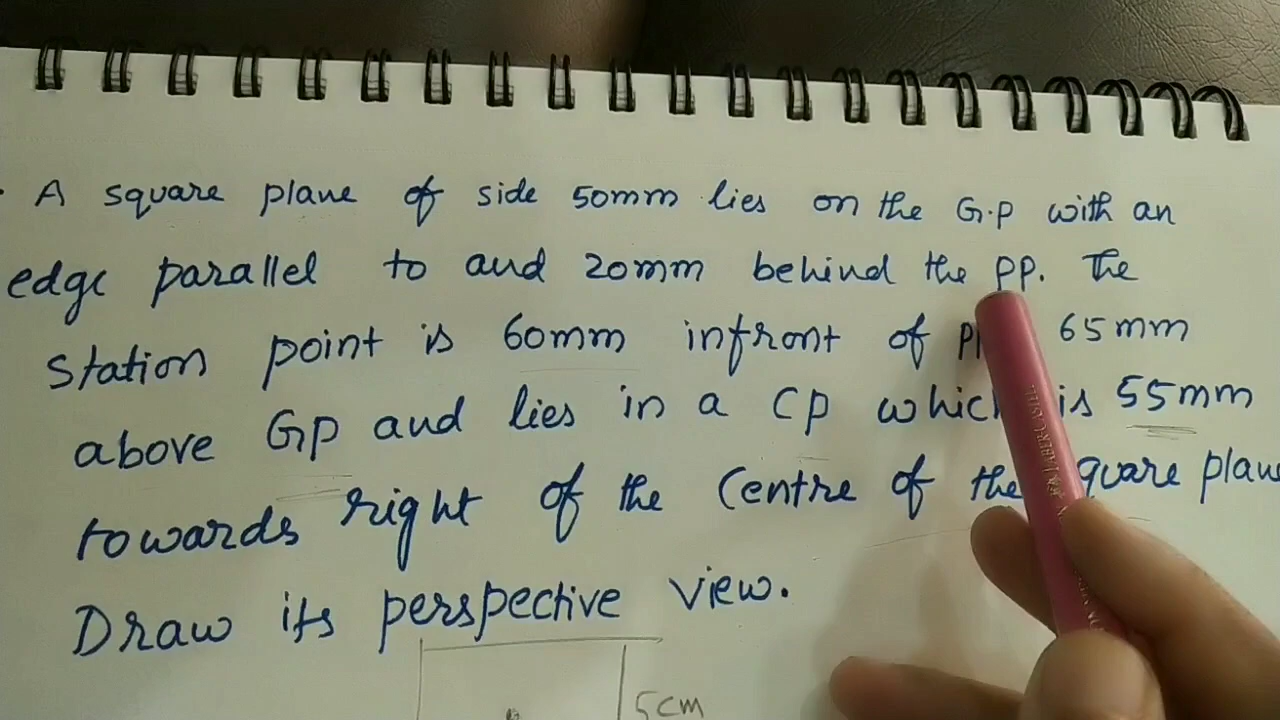 A square plane of side 50mm lies on the G.P with an
edge parallel to and 20mm behind the PP. The
station point is 60mm infront of 65mm
above GP and lies in a CP which is 55mm
towards right of the Centre of the square plane
Draw its perspective view.
5cm